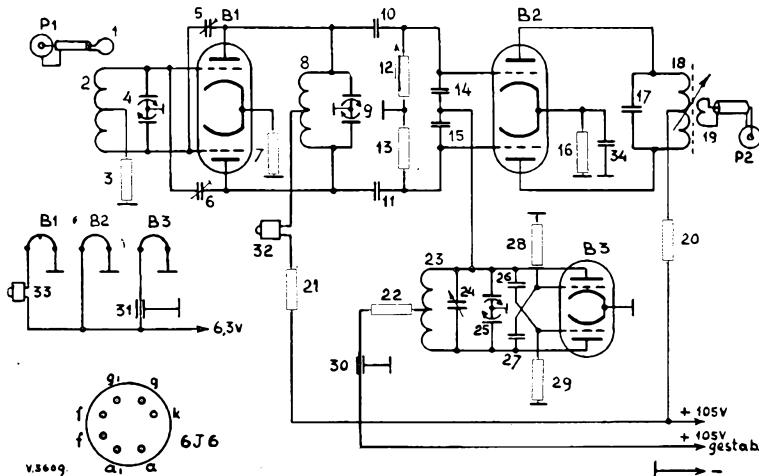 P1
1
5
B1
10
B2
2
4
8
9
12
14
17
18
19
P2
3
7
15
13
16
34
6
11
B1 B2 B3
32
20
33
31
21
23
28
B3
22
24
25
26
27
6,3V
30
29
g₁ g
f k
f
a₁ a
6J6
+ 105V
+ 105V
gestab
V.3609.
-